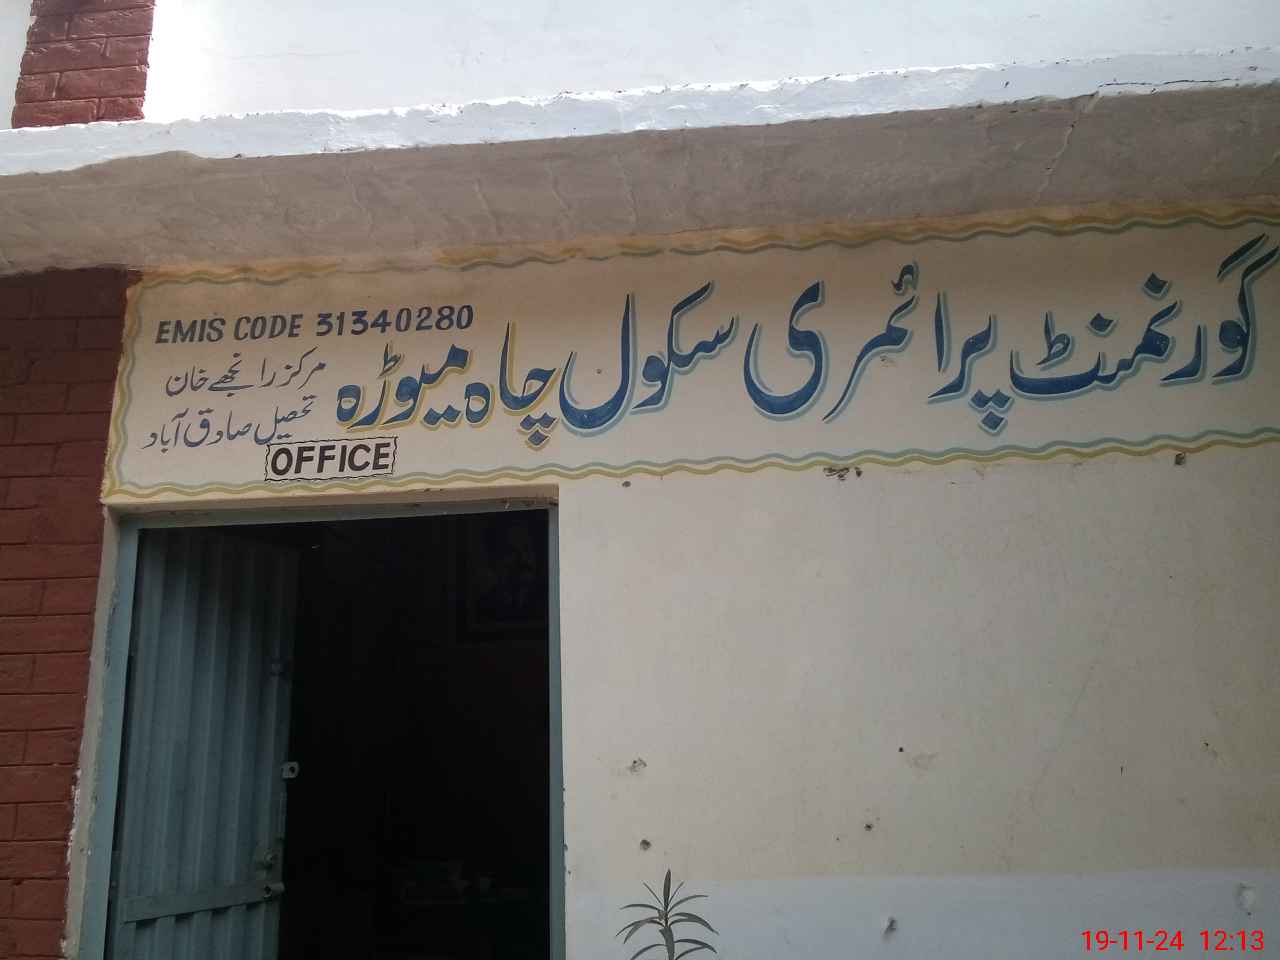 گورنمنٹ پرائمری سکول چاہ میوڑہ
EMIS CODE 31340280
مرکز رانجھے خان
تحصیل صادق آباد
OFFICE
19-11-24 12:13